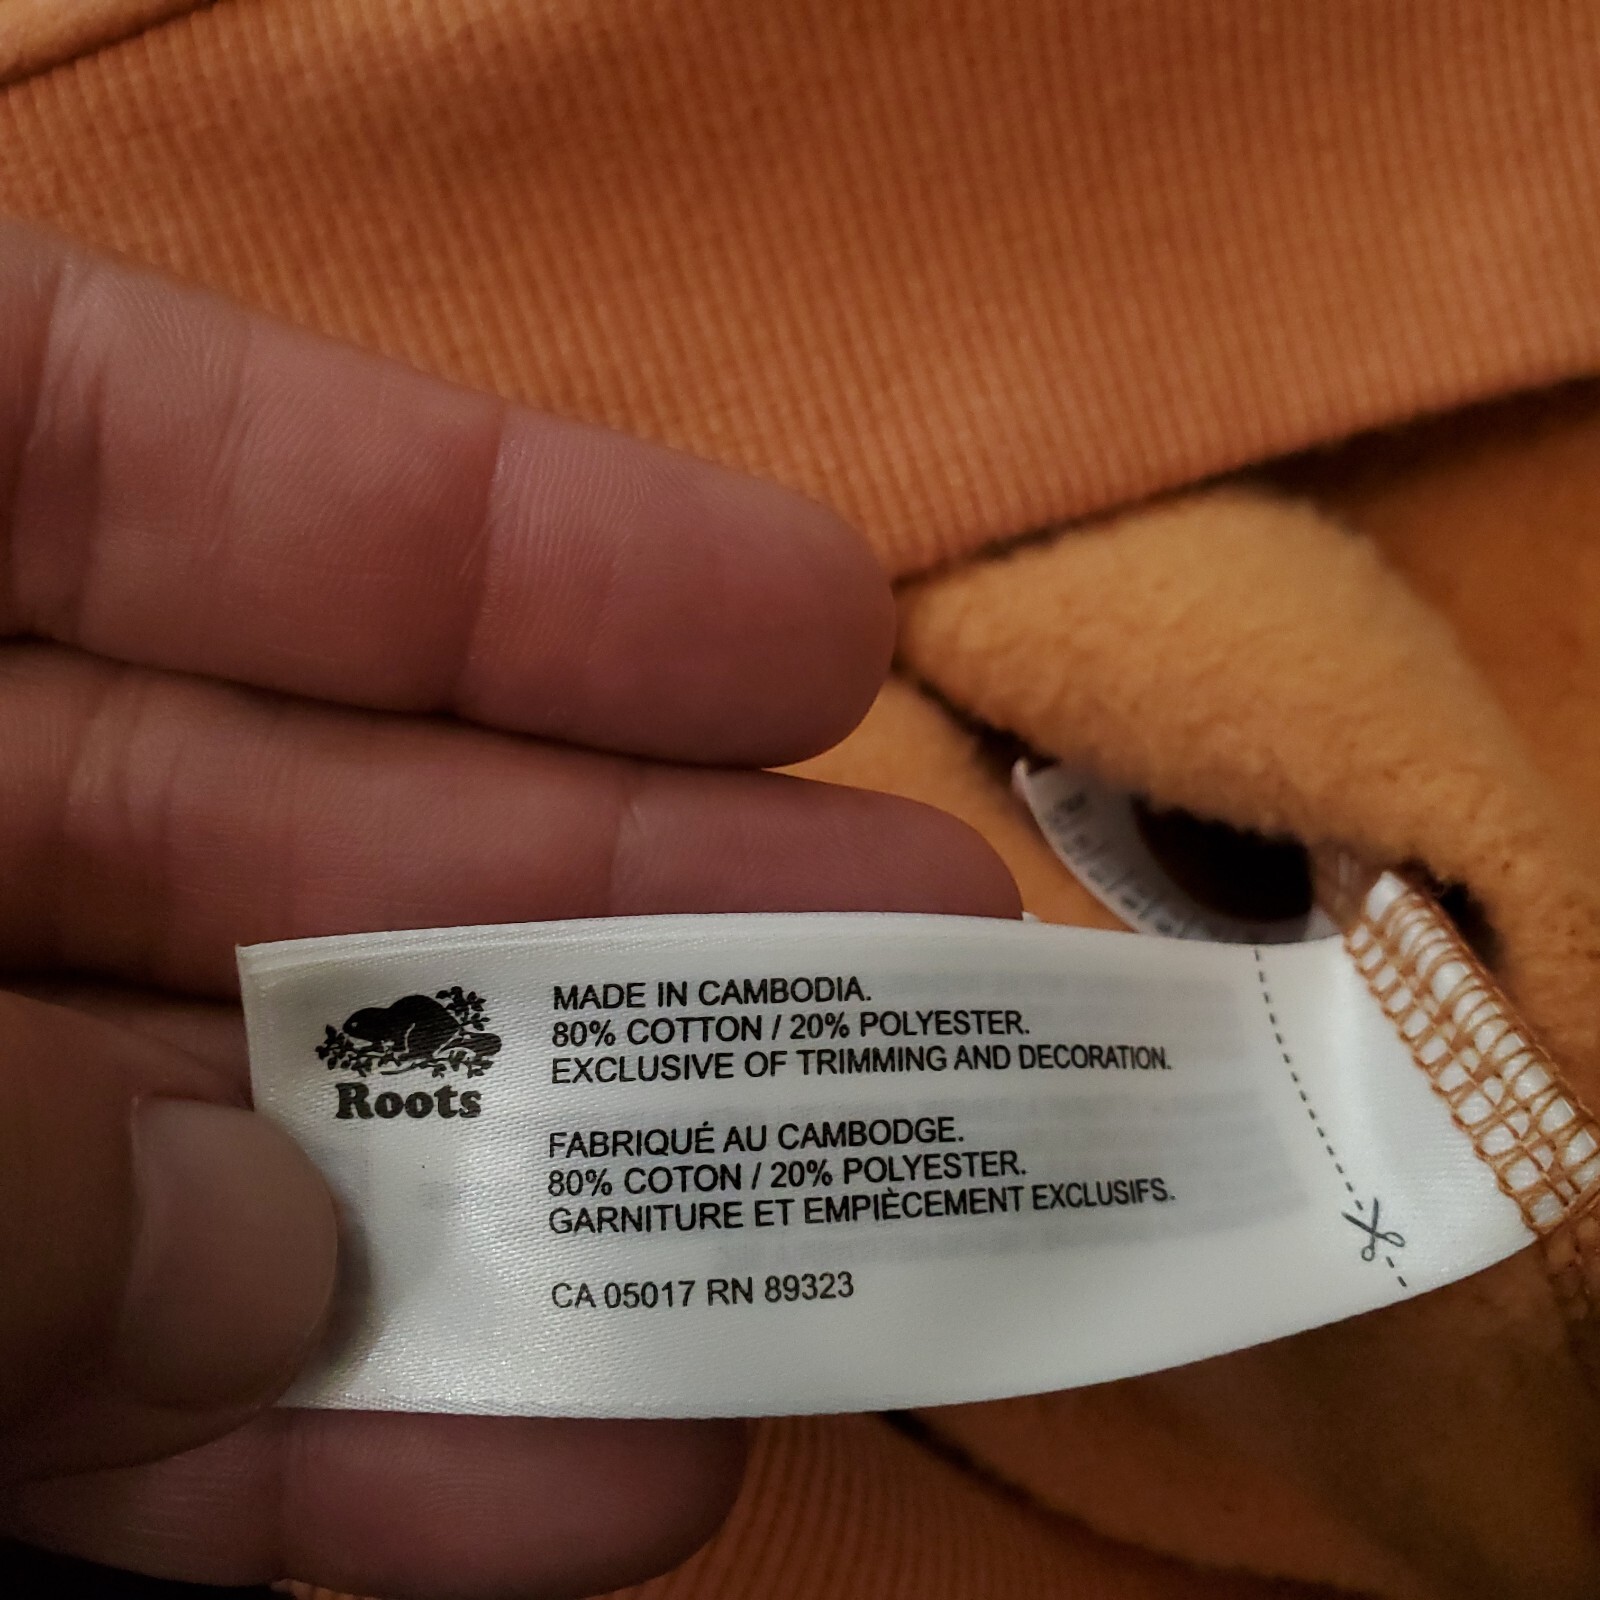 Roots
MADE IN CAMBODIA.
80% COTTON / 20% POLYESTER.
EXCLUSIVE OF TRIMMING AND DECORATION.
FABRIQUÉ AU CAMBODGE.
80% COTON / 20% POLYESTER.
GARNITURE ET EMPIÈCEMENT EXCLUSIFS.
CA 05017 RN 89323